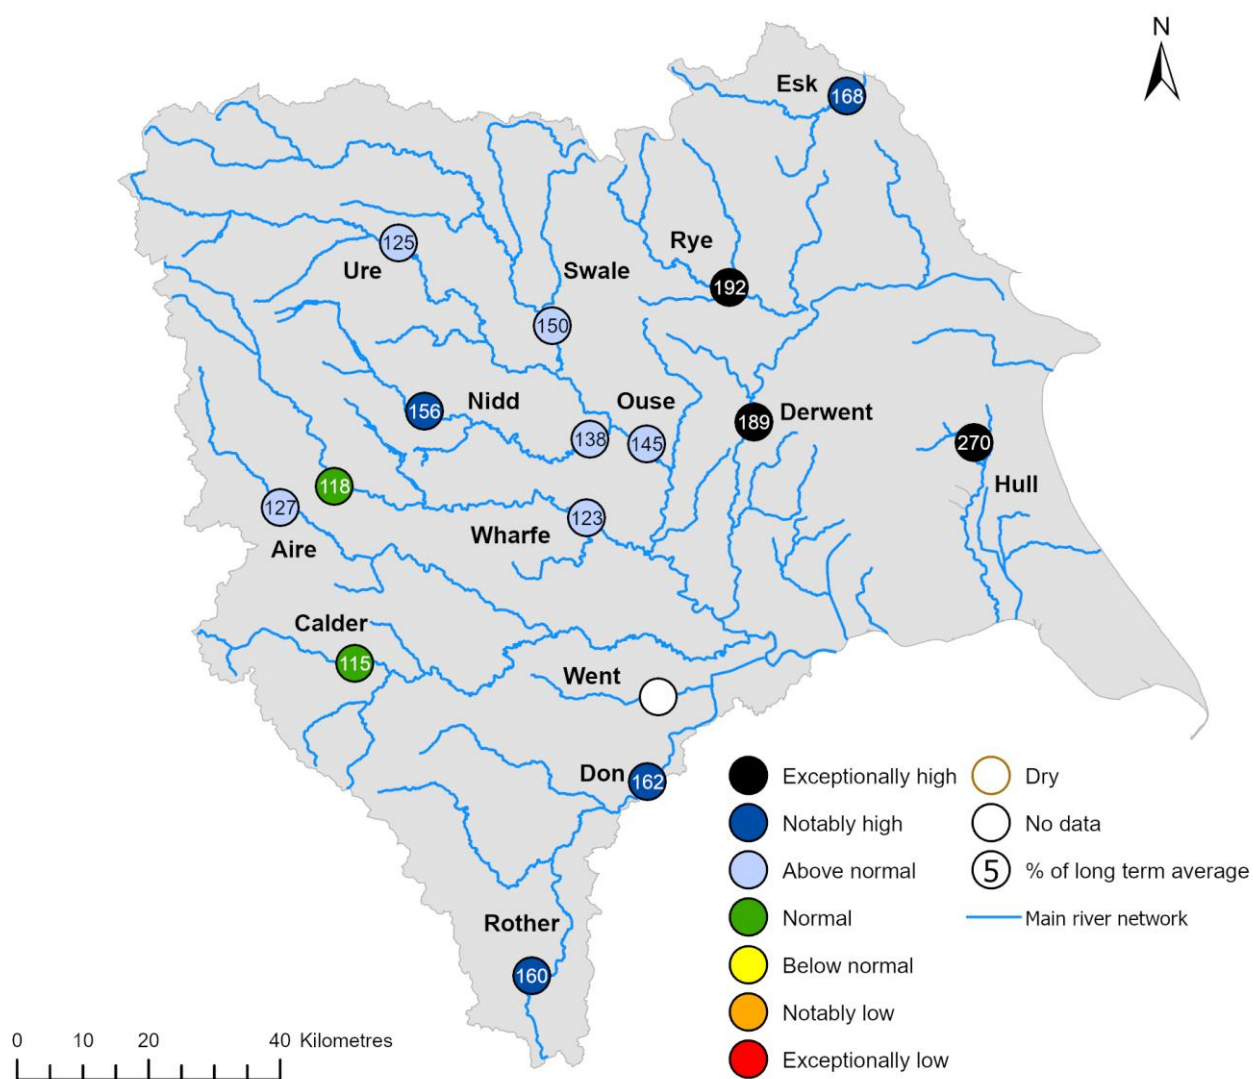 N
Esk
168
Rye
125
Ure
Swale
192
150
156
Nidd
Ouse
189
Derwent
138
145
270
118
Hull
127
Wharfe
123
Aire
Calder
115
Went
Don
162
Exceptionally high
Dry
Notably high
No data
Above normal
5
% of long term average
Rother
Normal
Main river network
160
Below normal
Notably low
0 10 20 40 Kilometres
Exceptionally low